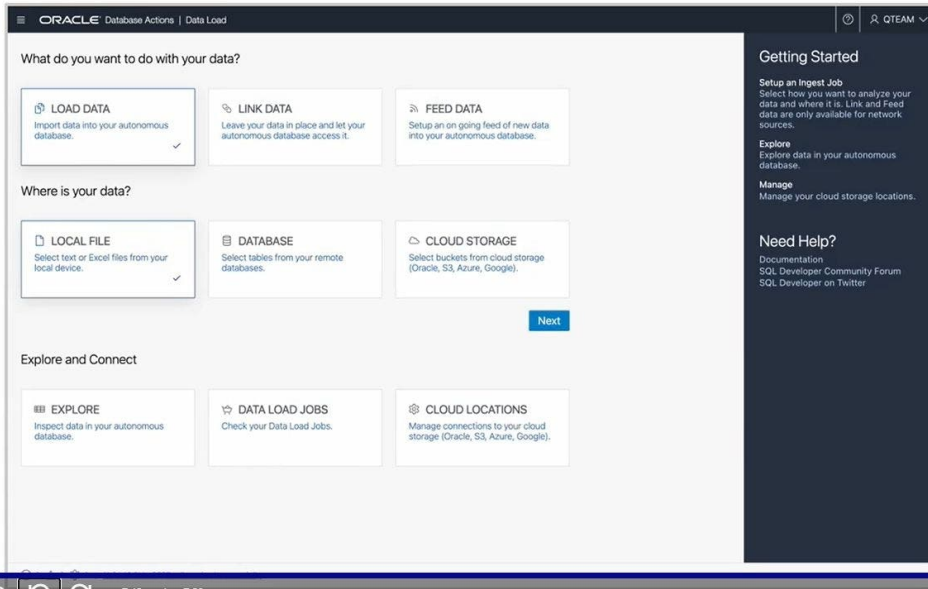 ORACLE Database Actions | Data Load
QTEAM
What do you want to do with your data?
LOAD DATA
Import data into your autonomous
database.
LINK DATA
Leave your data in place and let your
autonomous database access it.
FEED DATA
Setup an on going feed of new data
into your autonomous database.
Where is your data?
LOCAL FILE
Select text or Excel files from your
local device.
DATABASE
Select tables from your remote
databases.
CLOUD STORAGE
Select buckets from cloud storage
(Oracle, S3, Azure, Google).
Next
Explore and Connect
EXPLORE
Inspect data in your autonomous
database.
DATA LOAD JOBS
Check your Data Load Jobs.
CLOUD LOCATIONS
Manage connections to your cloud
storage (Oracle, S3, Azure, Google).
Getting Started
Setup an Ingest Job
Select how you want to analyze your
data and where it is. Link and Feed
data are only available for network
sources.
Explore
Explore data in your autonomous
database.
Manage
Manage your cloud storage locations.
Need Help?
Documentation
SQL Developer Community Forum
SQL Developer on Twitter